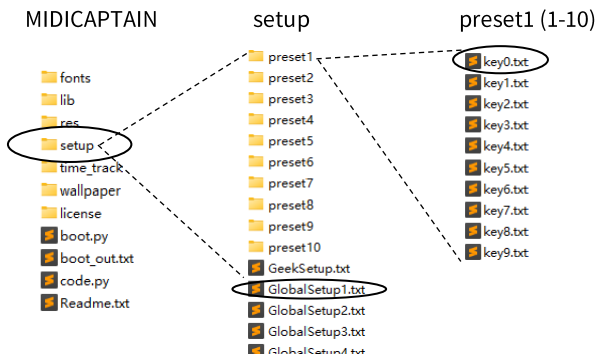 MIDICAPTAIN
fonts
lib
res
setup
time_track
wallpaper
license
boot.py
boot_out.txt
code.py
Readme.txt
setup
preset1
preset2
preset3
preset4
preset5
preset6
preset7
preset8
preset9
preset10
GeekSetup.txt
GlobalSetup1.txt
GlobalSetup2.txt
GlobalSetup3.txt
GlobalSetup4.txt
preset1 (1-10)
key0.txt
key1.txt
key2.txt
key3.txt
key4.txt
key5.txt
key6.txt
key7.txt
key8.txt
key9.txt